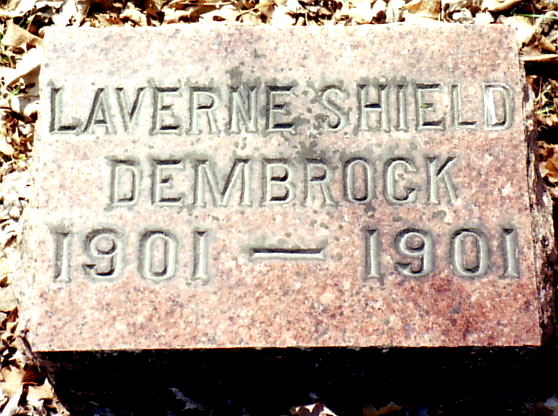 LAVERNE SHIELD
DEMBROCK
1901 — 1901